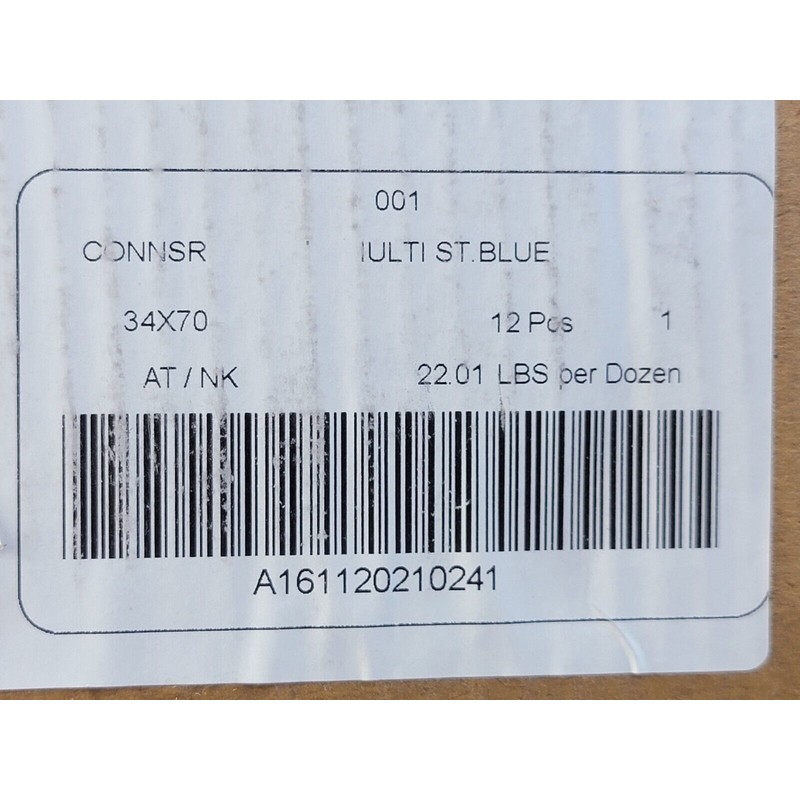 001
CONNSR IULTI ST.BLUE
34X70 12 Pcs 1
AT / NK 22.01 LBS per Dozen
A161120210241